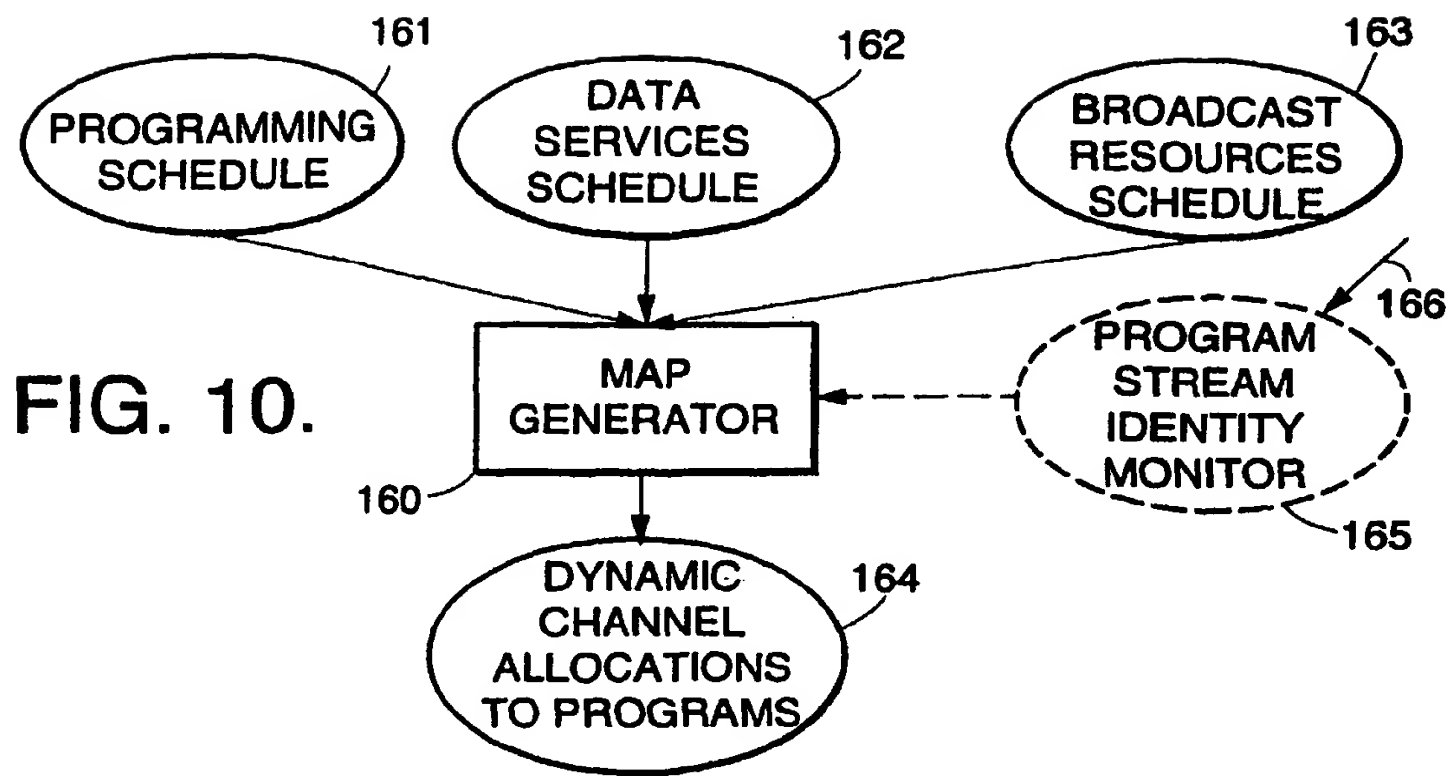 161
PROGRAMMING
SCHEDULE
162
DATA
SERVICES
SCHEDULE
163
BROADCAST
RESOURCES
SCHEDULE
166
FIG. 10.
MAP
GENERATOR
160
PROGRAM
STREAM
IDENTITY
MONITOR
165
DYNAMIC
CHANNEL
ALLOCATIONS
TO PROGRAMS
164